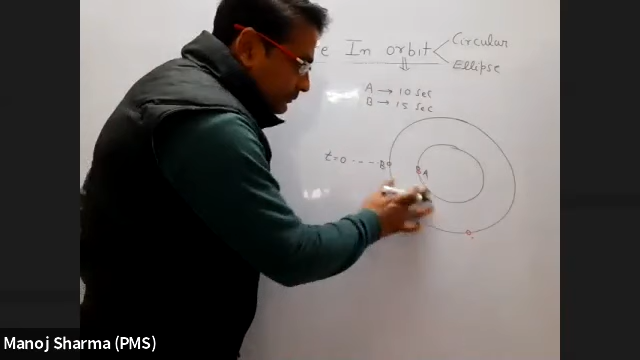 In orbit
Circular
Ellipse
A → 10 sec
B → 15 sec
t=0
B
A
Manoj Sharma (PMS)